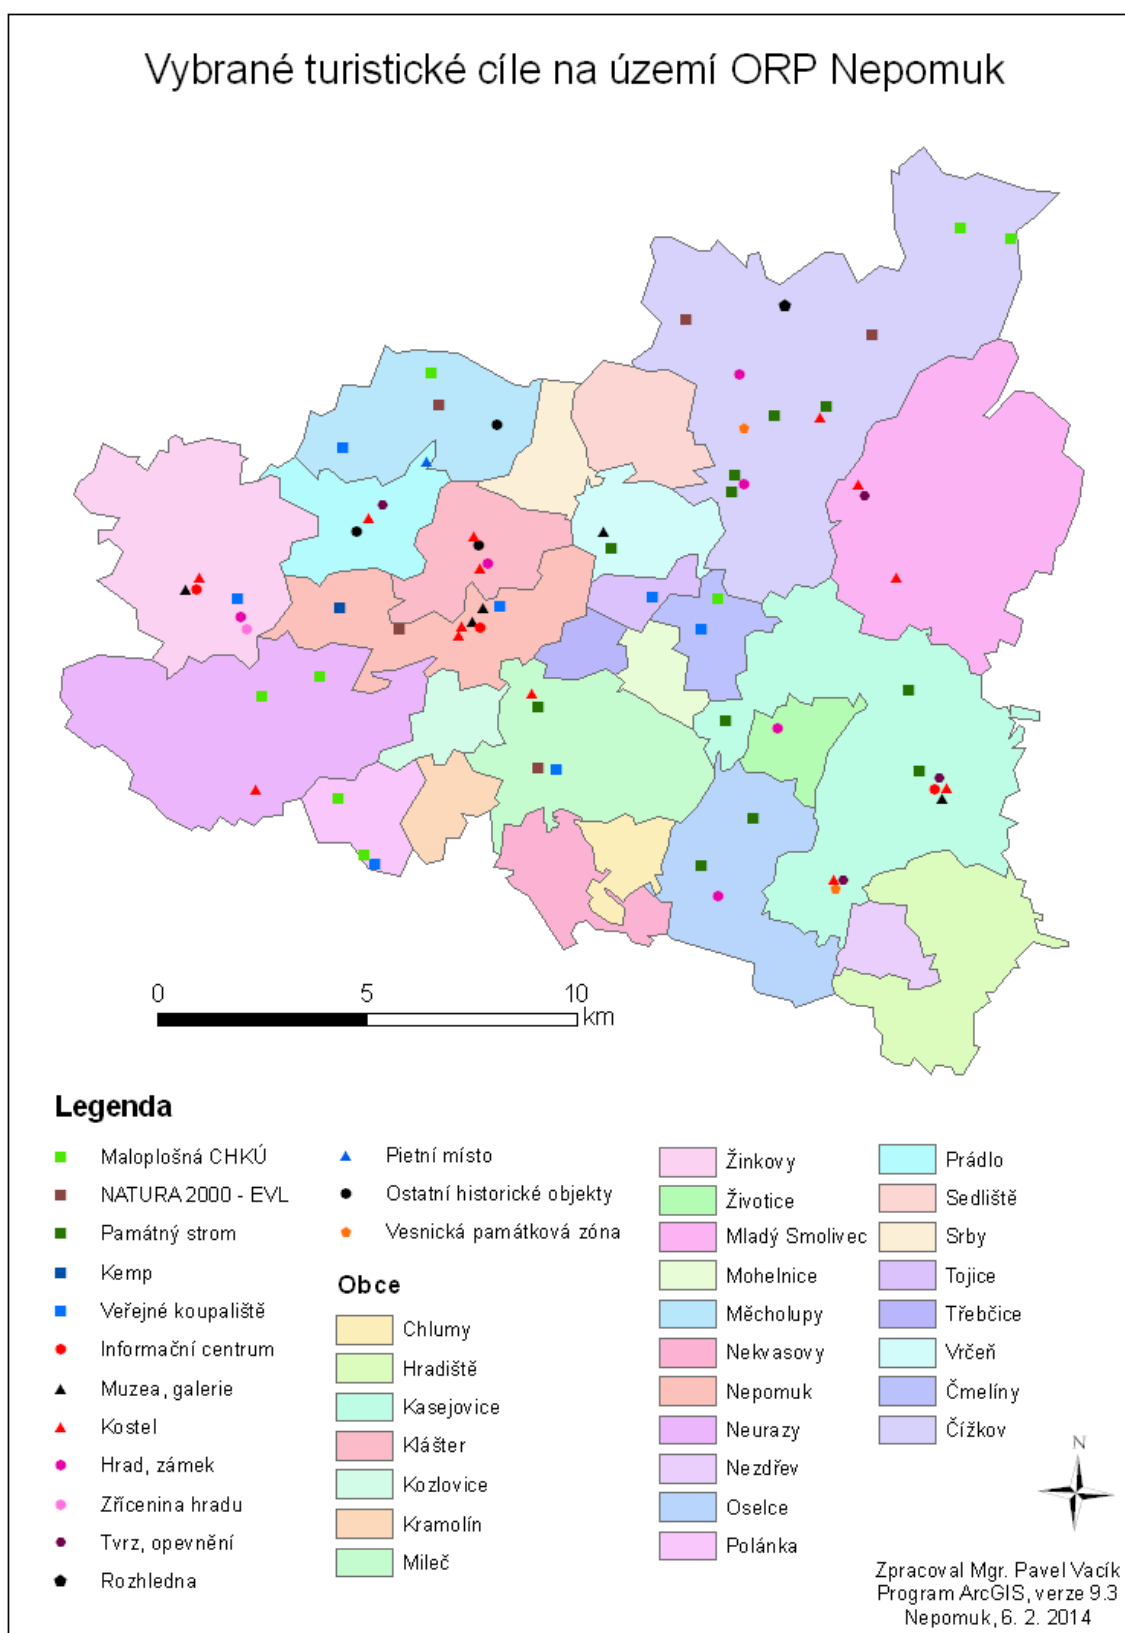 Vybrané turistické cíle na území ORP Nepomuk
0 5 10
km
Legenda
Maloplošná CHKÚ
NATURA 2000 - EVL
Památný strom
Kemp
Veřejné koupaliště
Informační centrum
Muzea, galerie
Kostel
Hrad, zámek
Zřícenina hradu
Tvrz, opevnění
Rozhledna
Pietní místo
Ostatní historické objekty
Vesnická památková zóna
Obce
Chlumy
Hradiště
Kasejovice
Klášter
Kozlovice
Kramolín
Mileč
Žinkovy
Životice
Mladý Smolivec
Mohelnice
Měcholupy
Nekvasovy
Nepomuk
Neurazy
Nezdřev
Oselce
Polánka
Prádlo
Sedliště
Srby
Tojice
Třebčice
Vrčeň
Čmelíny
Čížkov
N
Zpracoval Mgr. Pavel Vacík
Program ArcGIS, verze 9.3
Nepomuk, 6. 2. 2014